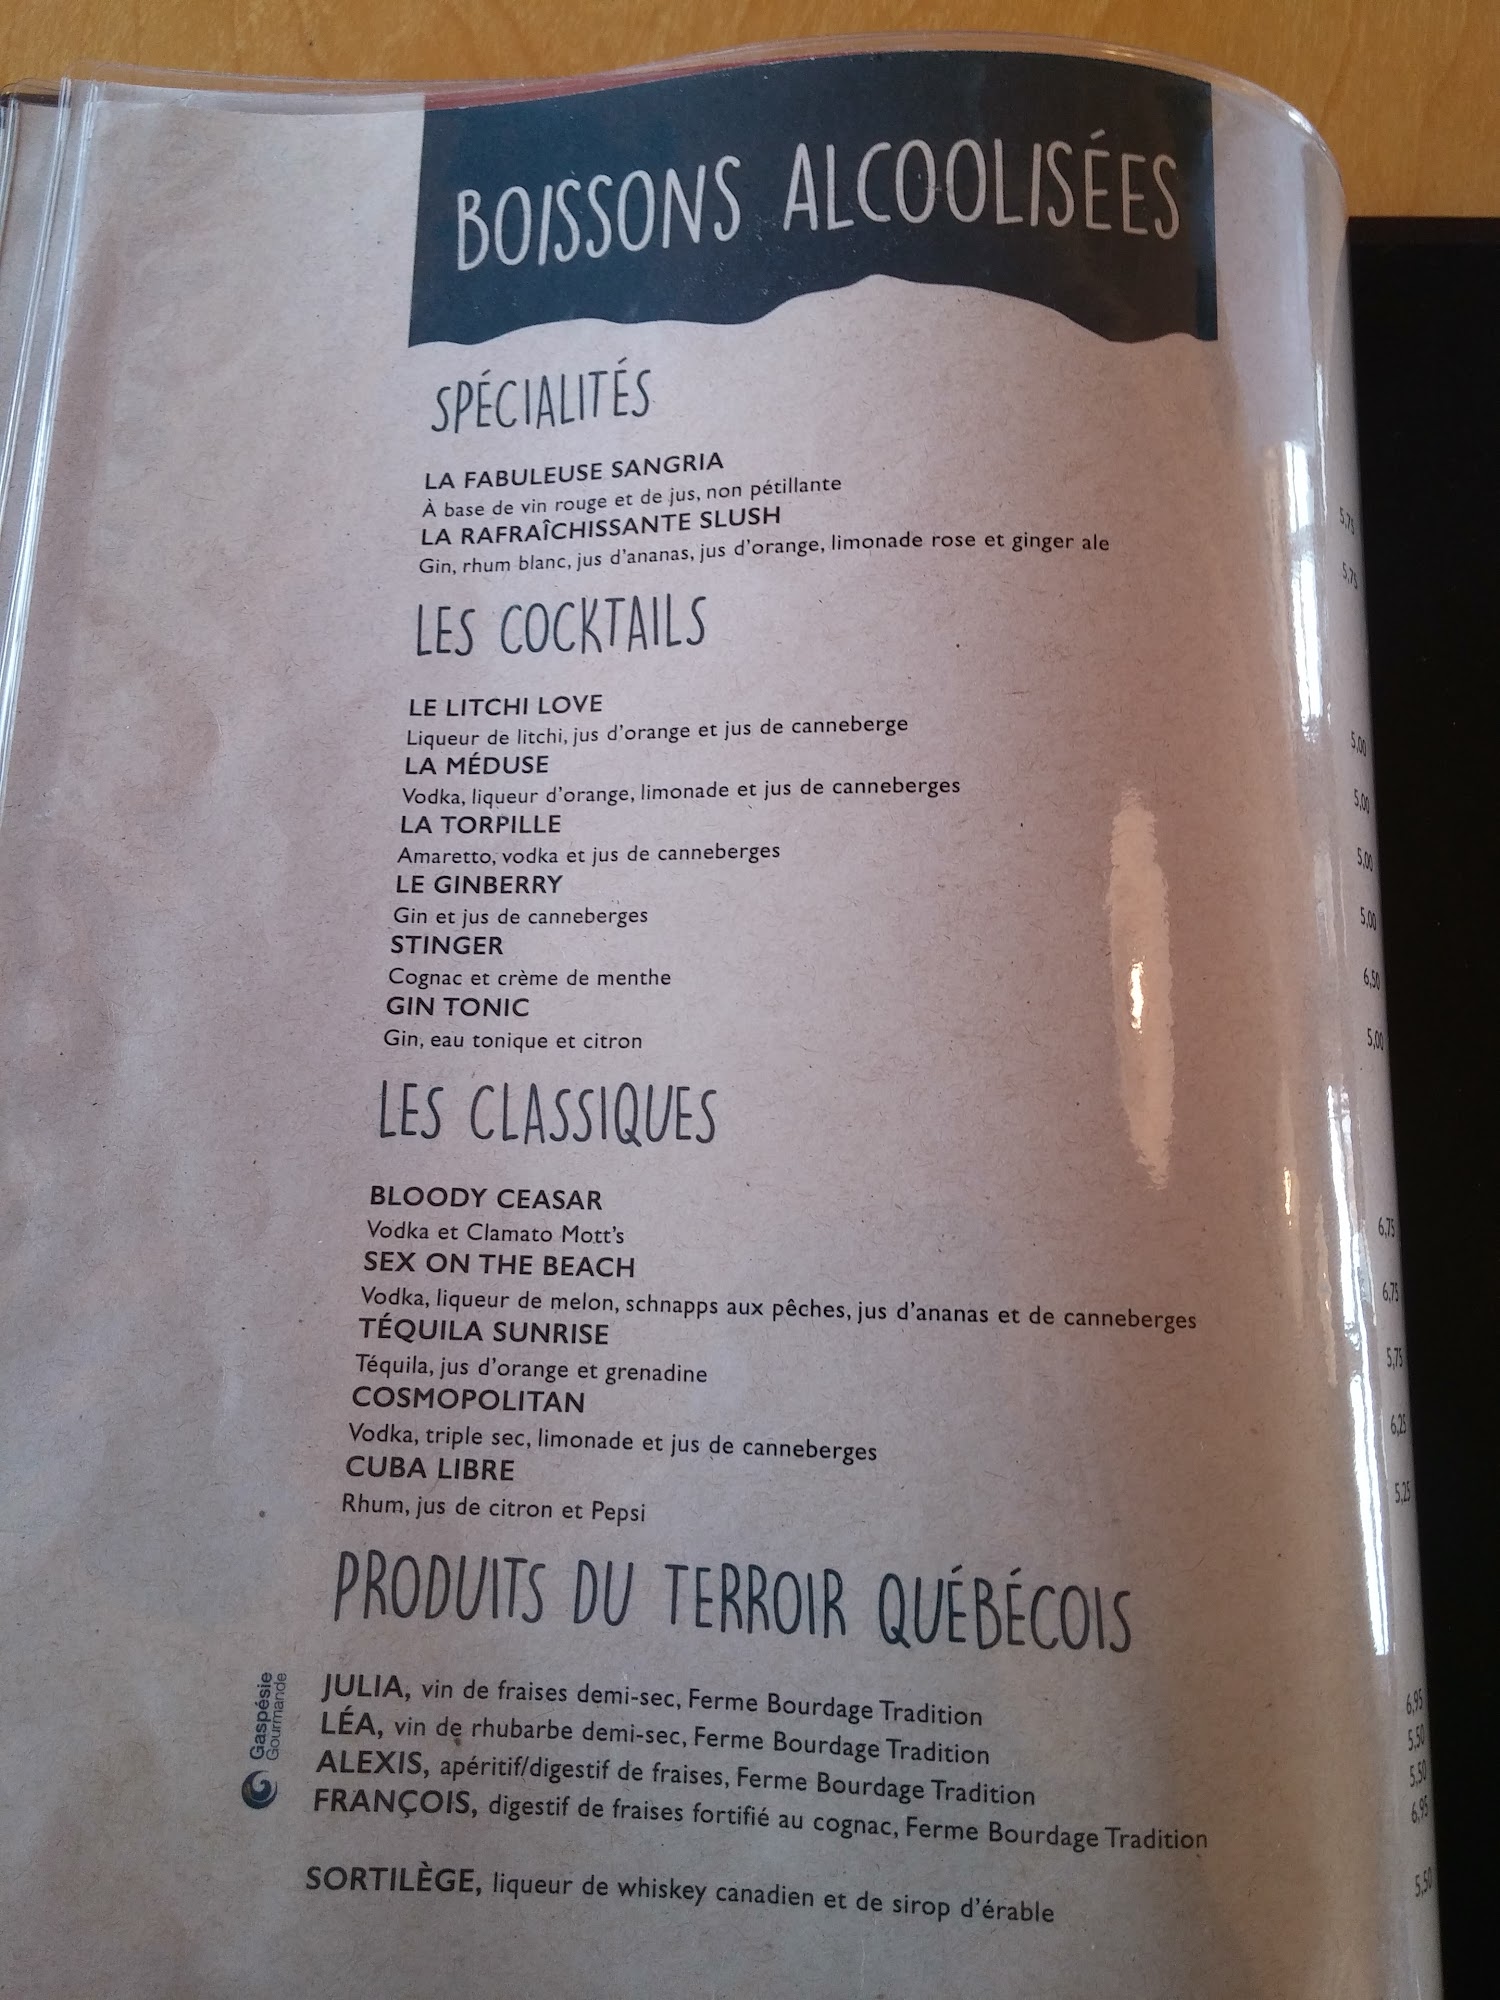 BOISSONS ALCOOLISÉES
SPÉCIALITÉS
LA FABULEUSE SANGRIA 5,75
À base de vin rouge et de jus, non pétillante
LA RAFRAÎCHISSANTE SLUSH 5,75
Gin, rhum blanc, jus d'ananas, jus d'orange, limonade rose et ginger ale
LES COCKTAILS
LE LITCHI LOVE 5,00
Liqueur de litchi, jus d'orange et jus de canneberge
LA MÉDUSE 5,00
Vodka, liqueur d'orange, limonade et jus de canneberges
LA TORPILLE 5,00
Amaretto, vodka et jus de canneberges
LE GINBERRY 5,00
Gin et jus de canneberges
STINGER 6,50
Cognac et crème de menthe
GIN TONIC 5,00
Gin, eau tonique et citron
LES CLASSIQUES
BLOODY CEASAR 6,75
Vodka et Clamato Mott's
SEX ON THE BEACH 6,75
Vodka, liqueur de melon, schnapps aux pêches, jus d'ananas et de canneberges
TÉQUILA SUNRISE 5,75
Téquila, jus d'orange et grenadine
COSMOPOLITAN 6,25
Vodka, triple sec, limonade et jus de canneberges
CUBA LIBRE 5,25
Rhum, jus de citron et Pepsi
PRODUITS DU TERROIR QUÉBÉCOIS
Gaspésie
Gourmande
JULIA, vin de fraises demi-sec, Ferme Bourdage Tradition 6,95
LÉA, vin de rhubarbe demi-sec, Ferme Bourdage Tradition 5,50
ALEXIS, apéritif/digestif de fraises, Ferme Bourdage Tradition 5,50
FRANÇOIS, digestif de fraises fortifié au cognac, Ferme Bourdage Tradition 6,95
SORTILÈGE, liqueur de whiskey canadien et de sirop d'érable 5,50